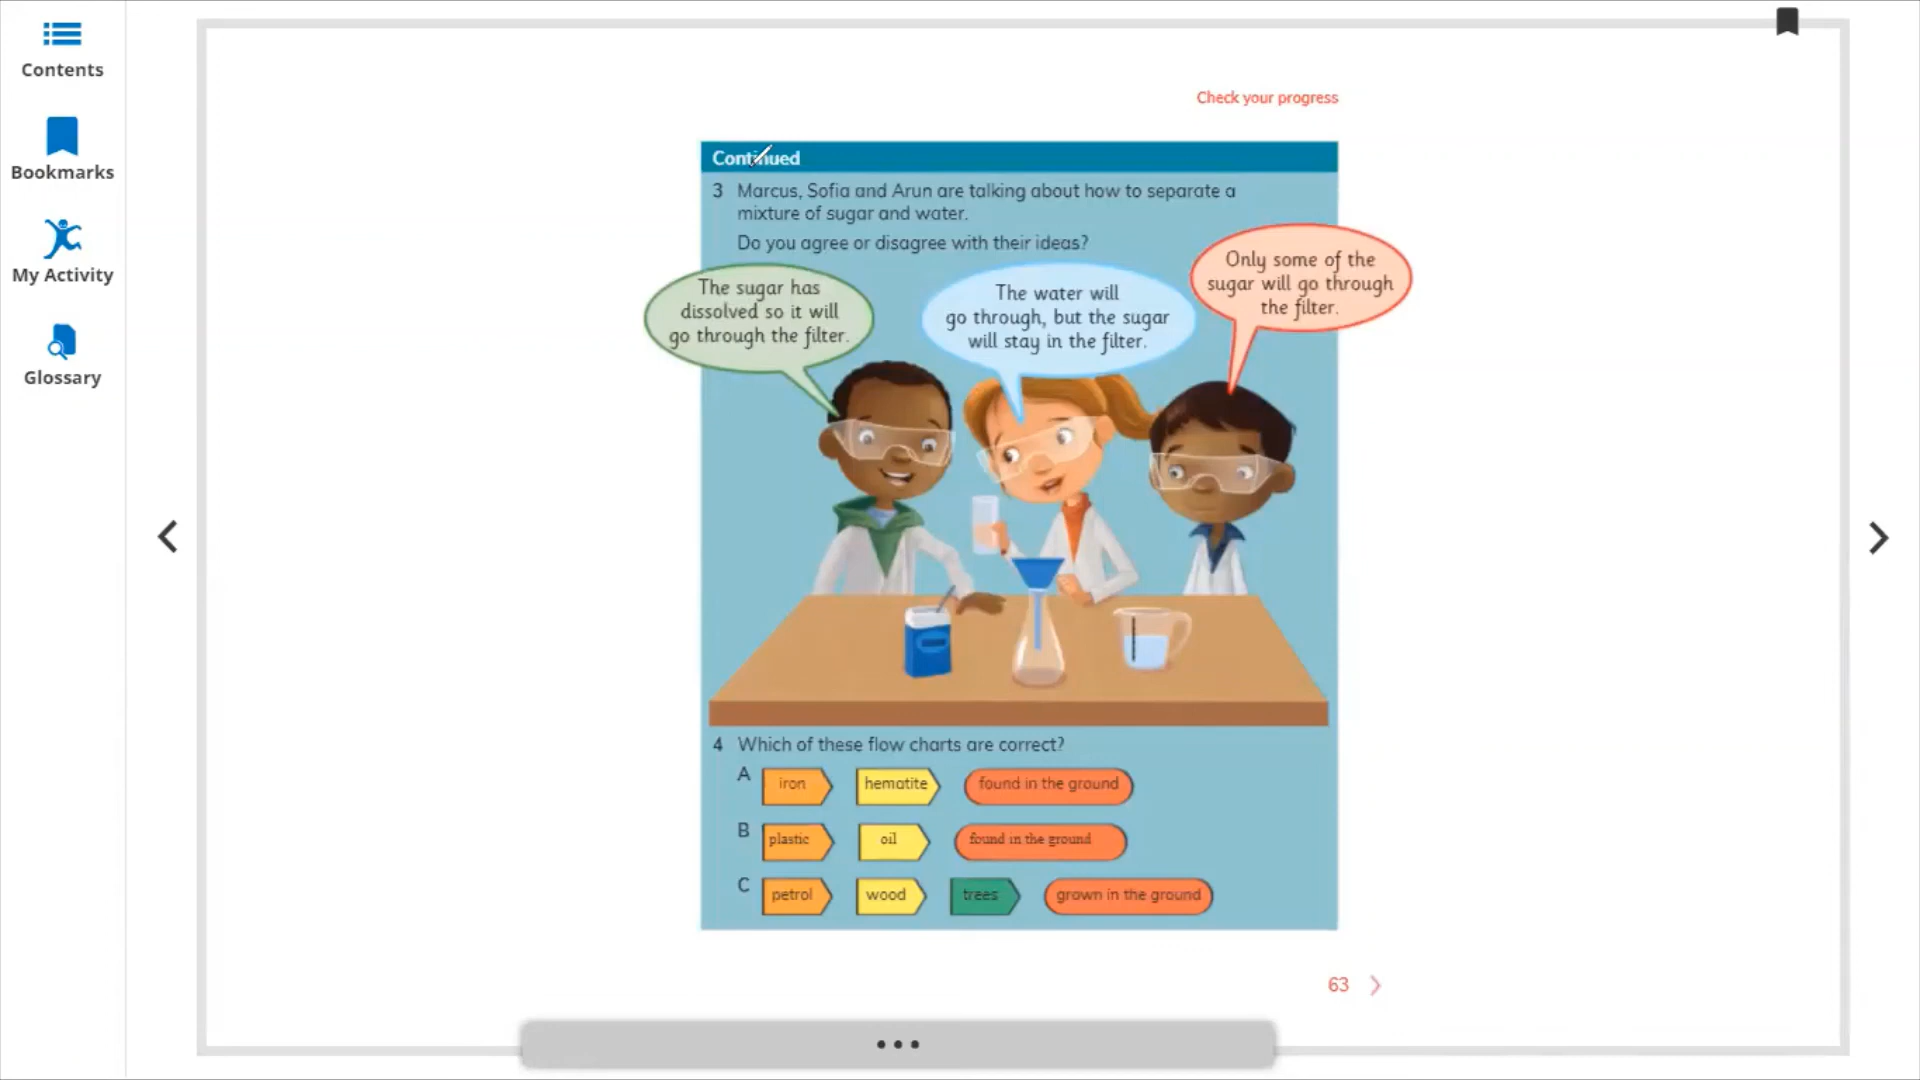 Contents
Bookmarks
My Activity
Glossary
Check your progress
Continued
3 Marcus, Sofia and Arun are talking about how to separate a
mixture of sugar and water.
Do you agree or disagree with their ideas?
The sugar has
dissolved so it will
go through the filter.
The water will
go through, but the sugar
will stay in the filter.
Only some of the
sugar will go through
the filter.
4 Which of these flow charts are correct?
A iron hematite found in the ground
B plastic oil found in the ground
C petrol wood trees grown in the ground
63